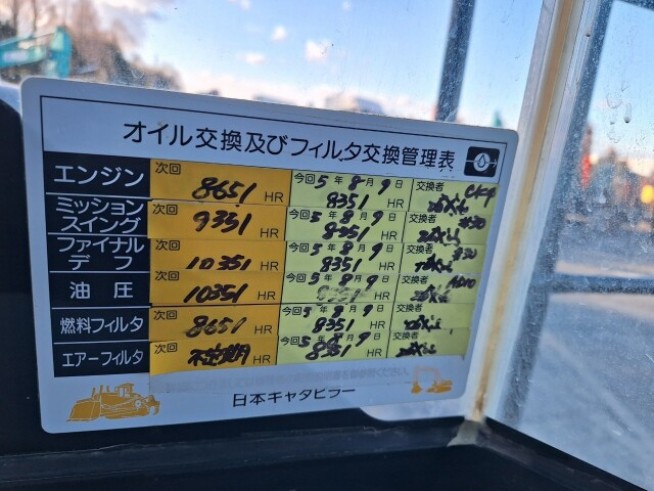 オイル交換及びフィルタ交換管理表
エンジン 次回 8651 HR 今回 5年 8月 9日 8351 HR 交換者 CK4
ミッション スイング 次回 9351 HR 今回 5年 8月 9日 8351 HR 交換者 #30
ファイナル デフ 次回 10351 HR 今回 5年 8月 9日 8351 HR 交換者 #30
油圧 次回 10351 HR 今回 5年 8月 9日 8351 HR 交換者
燃料フィルタ 次回 8651 HR 今回 5年 8月 9日 8351 HR 交換者
エアーフィルタ 次回 不定期 HR 今回 5年 8月 9日 8351 HR 交換者
日本キャタピラー